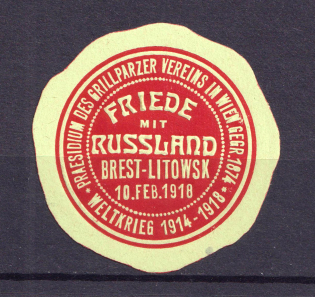 PRAESIDIUM DES GRILLPARZER VEREINS IN WIEN GEGR. 1874
FRIEDE
MIT
RUSSLAND
BREST-LITOWSK
10.FEB.1918
* WELTKRIEG 1914-1918 *